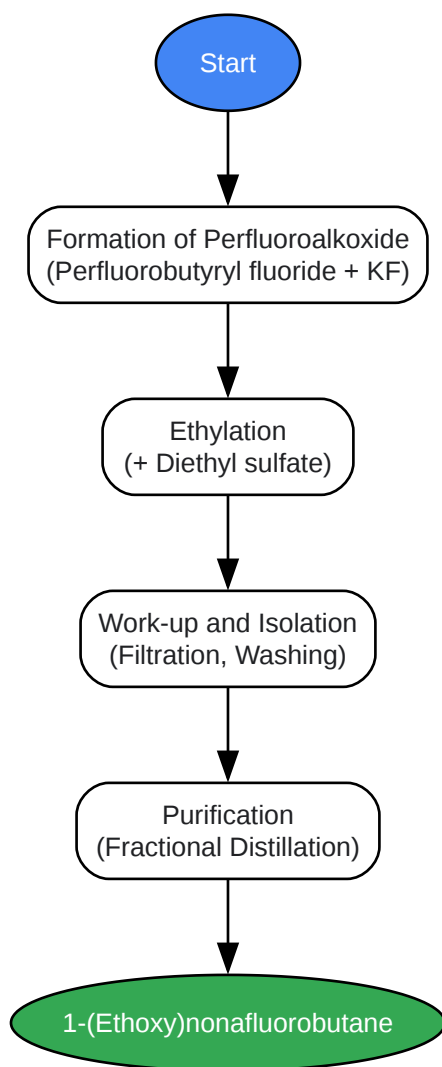 Start
Formation of Perfluoroalkoxide
(Perfluorobutyryl fluoride + KF)
Ethylation
(+ Diethyl sulfate)
Work-up and Isolation
(Filtration, Washing)
Purification
(Fractional Distillation)
1-(Ethoxy)nonafluorobutane